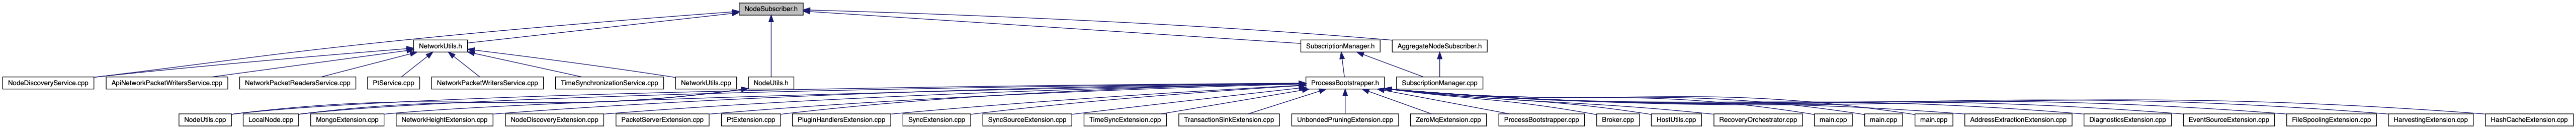 NodeSubscriber.h
NetworkUtils.h
SubscriptionManager.h
AggregateNodeSubscriber.h
NodeDiscoveryService.cpp
ApiNetworkPacketWritersService.cpp
NetworkPacketReadersService.cpp
PtService.cpp
NetworkPacketWritersService.cpp
TimeSynchronizationService.cpp
NetworkUtils.cpp
NodeUtils.h
ProcessBootstrapper.h
SubscriptionManager.cpp
NodeUtils.cpp
LocalNode.cpp
MongoExtension.cpp
NetworkHeightExtension.cpp
NodeDiscoveryExtension.cpp
PacketServerExtension.cpp
PtExtension.cpp
PluginHandlersExtension.cpp
SyncExtension.cpp
SyncSourceExtension.cpp
TimeSyncExtension.cpp
TransactionSinkExtension.cpp
UnbondedPruningExtension.cpp
ZeroMqExtension.cpp
ProcessBootstrapper.cpp
Broker.cpp
HostUtils.cpp
RecoveryOrchestrator.cpp
main.cpp
main.cpp
main.cpp
AddressExtractionExtension.cpp
DiagnosticsExtension.cpp
EventSourceExtension.cpp
FileSpoolingExtension.cpp
HarvestingExtension.cpp
HashCacheExtension.cpp